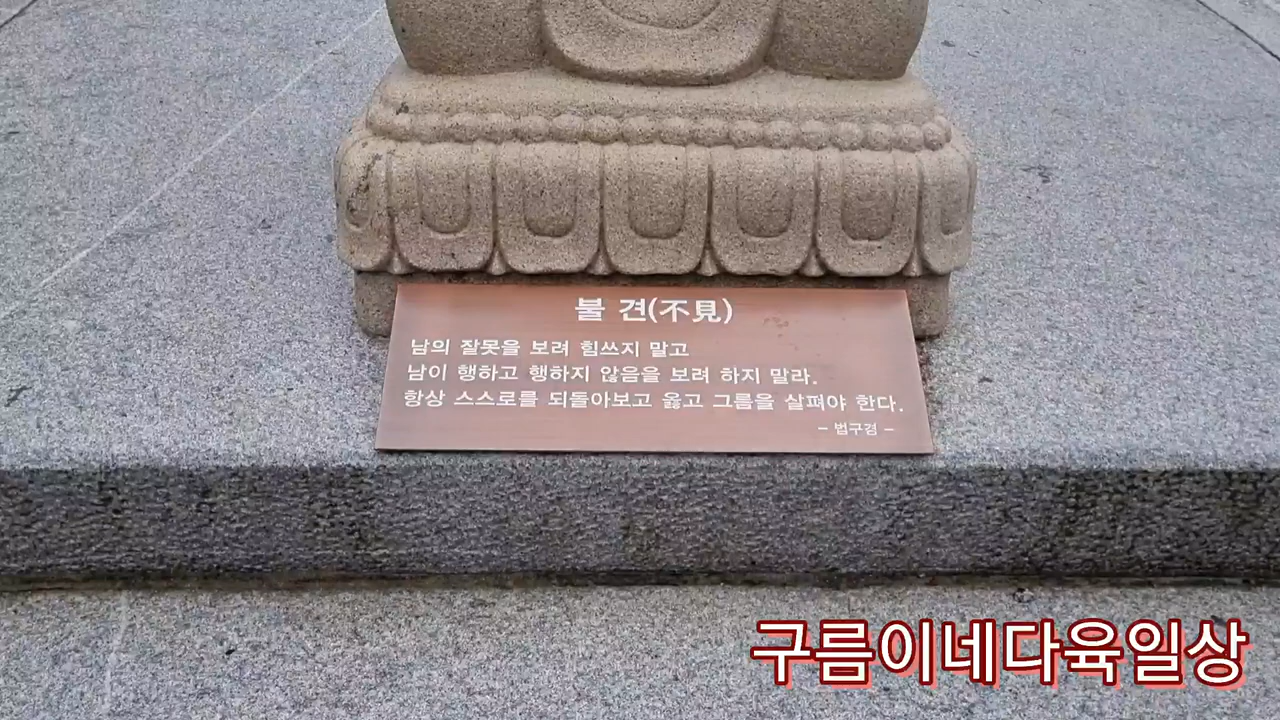 불 견(不見)
남의 잘못을 보려 힘쓰지 말고
남이 행하고 행하지 않음을 보려 하지 말라.
항상 스스로를 되돌아보고 옳고 그름을 살펴야 한다.
- 법구경 -
구름이네다육일상